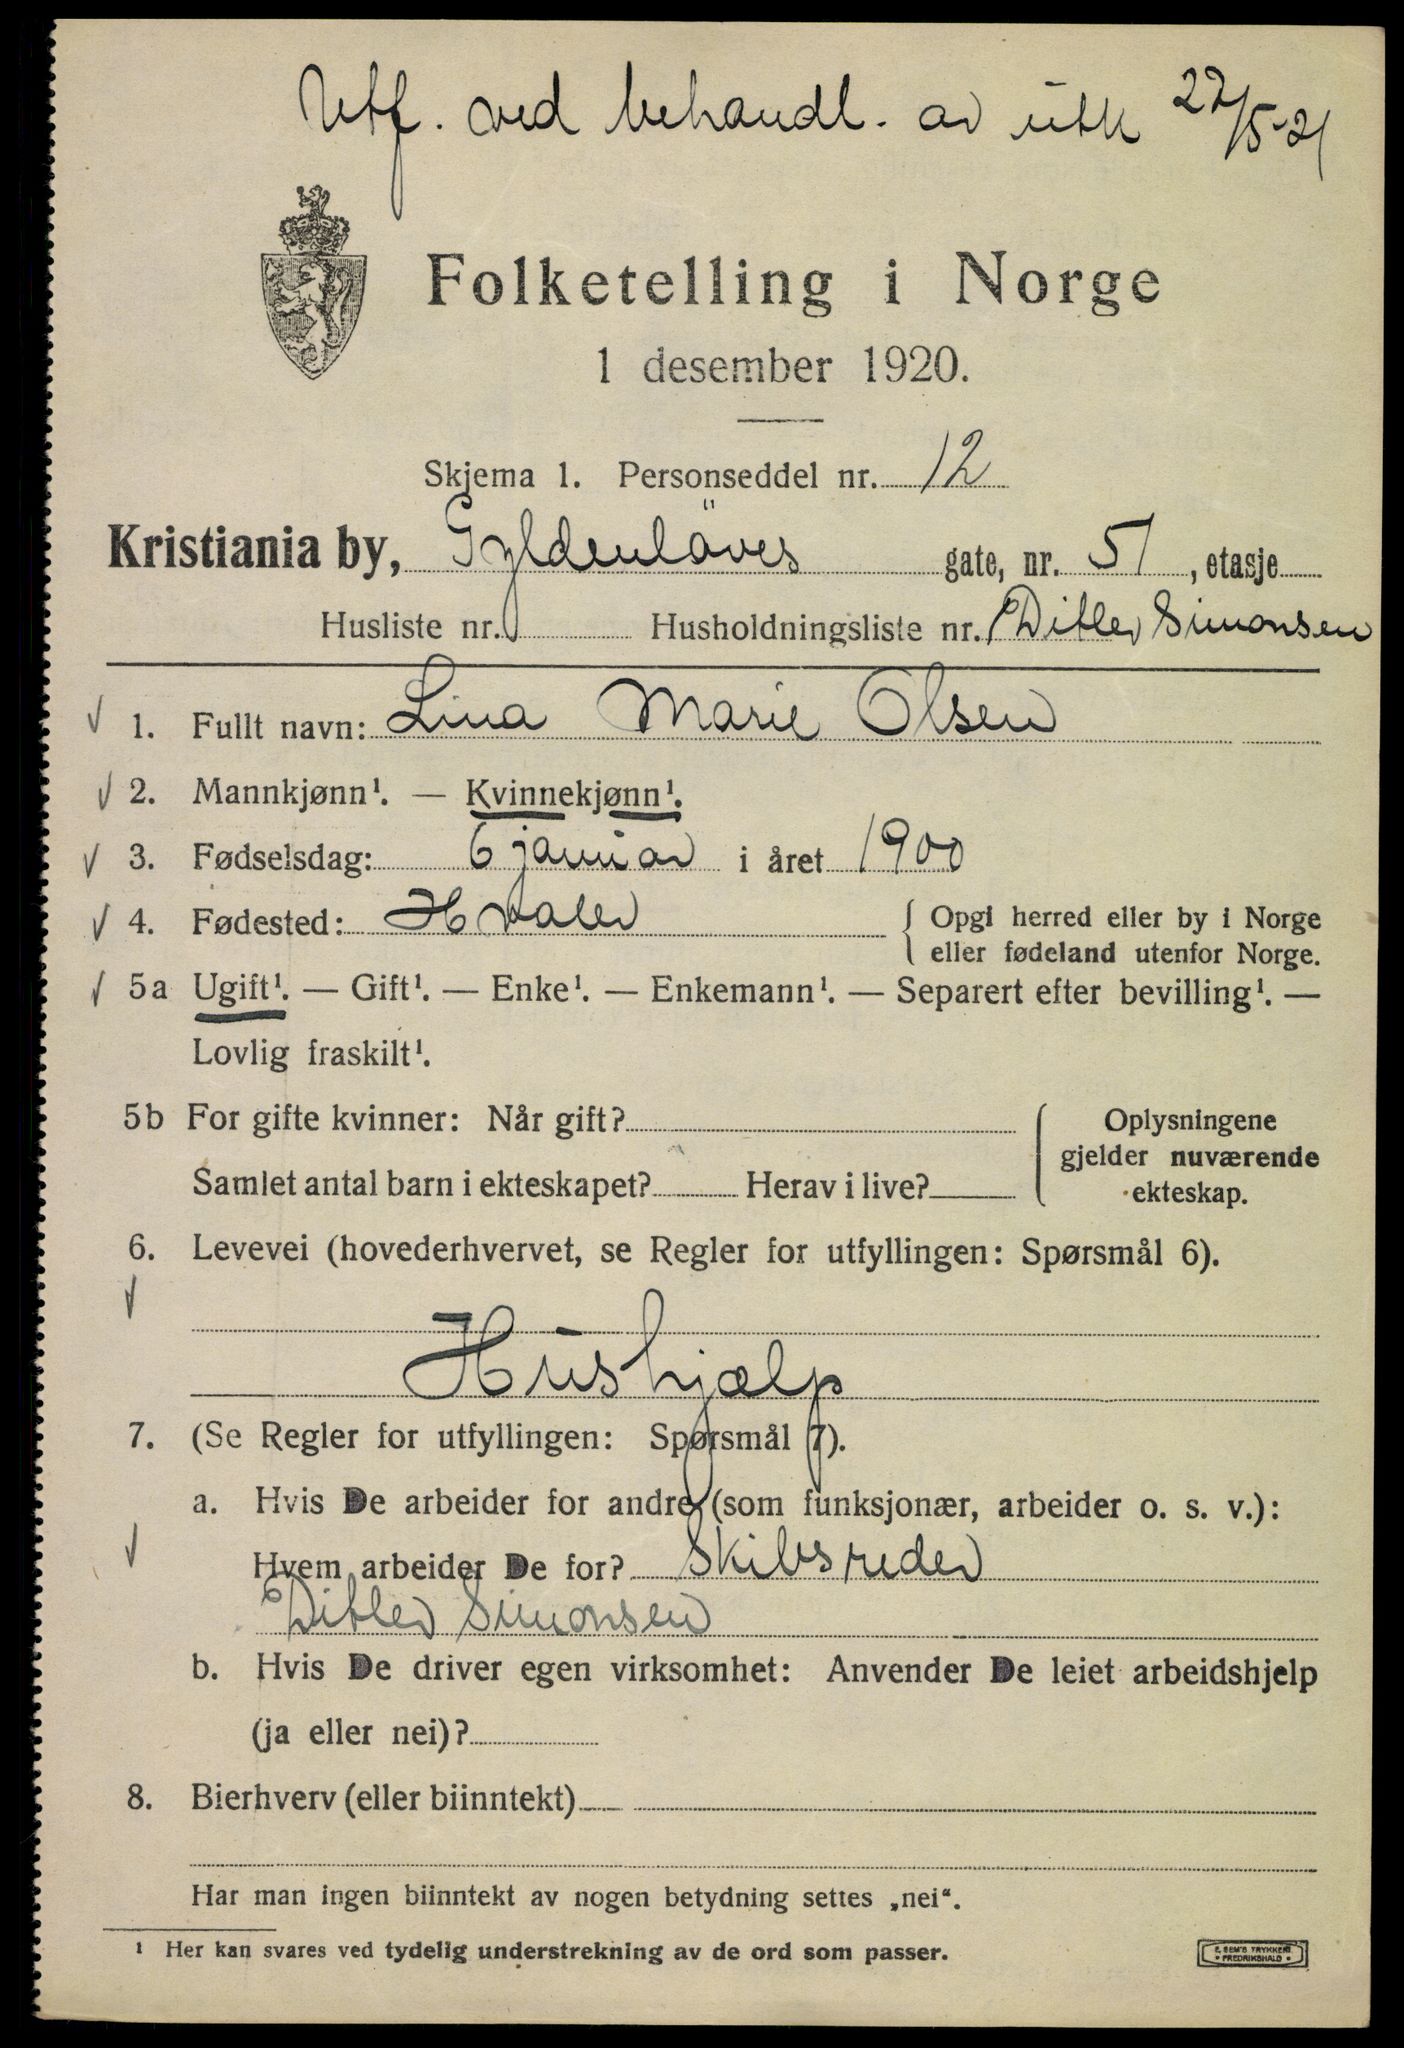 Utf. ved behandl. av utk 22/5-21
Folketelling i Norge
1 desember 1920.
Skjema 1. Personseddel nr. 12
Kristiania by, Gyldenlöves gate, nr. 51, etasje
Husliste nr. Husholdningsliste nr. Ditlev Simonsen
1. Fullt navn: Lina Marie Olsen
2. Mannkjønn¹. — Kvinnekjønn¹.
3. Fødselsdag: 6 januar i året 1900
4. Fødested: Hvaler { Opgi herred eller by i Norge
eller fødeland utenfor Norge.
5a Ugift¹. — Gift¹. — Enke¹. — Enkemann¹. — Separert efter bevilling¹. —
Lovlig fraskilt¹.
5b For gifte kvinner: Når gift? Oplysningene
gjelder nuværende
Samlet antal barn i ekteskapet? Herav i live? ekteskap.
6. Levevei (hovederhvervet, se Regler for utfyllingen: Spørsmål 6).
Hushjælp
7. (Se Regler for utfyllingen: Spørsmål 7).
a. Hvis De arbeider for andre (som funksjonær, arbeider o. s. v.):
Hvem arbeider De for? Skibsreder
Ditlev Simonsen
b. Hvis De driver egen virksomhet: Anvender De leiet arbeidshjelp
(ja eller nei)?
8. Bierhverv (eller biinntekt)
Har man ingen biinntekt av nogen betydning settes „nei“.
¹ Her kan svares ved tydelig understrekning av de ord som passer.
E. SEM'S TRYKKERI
• FREDRIKSHALD •